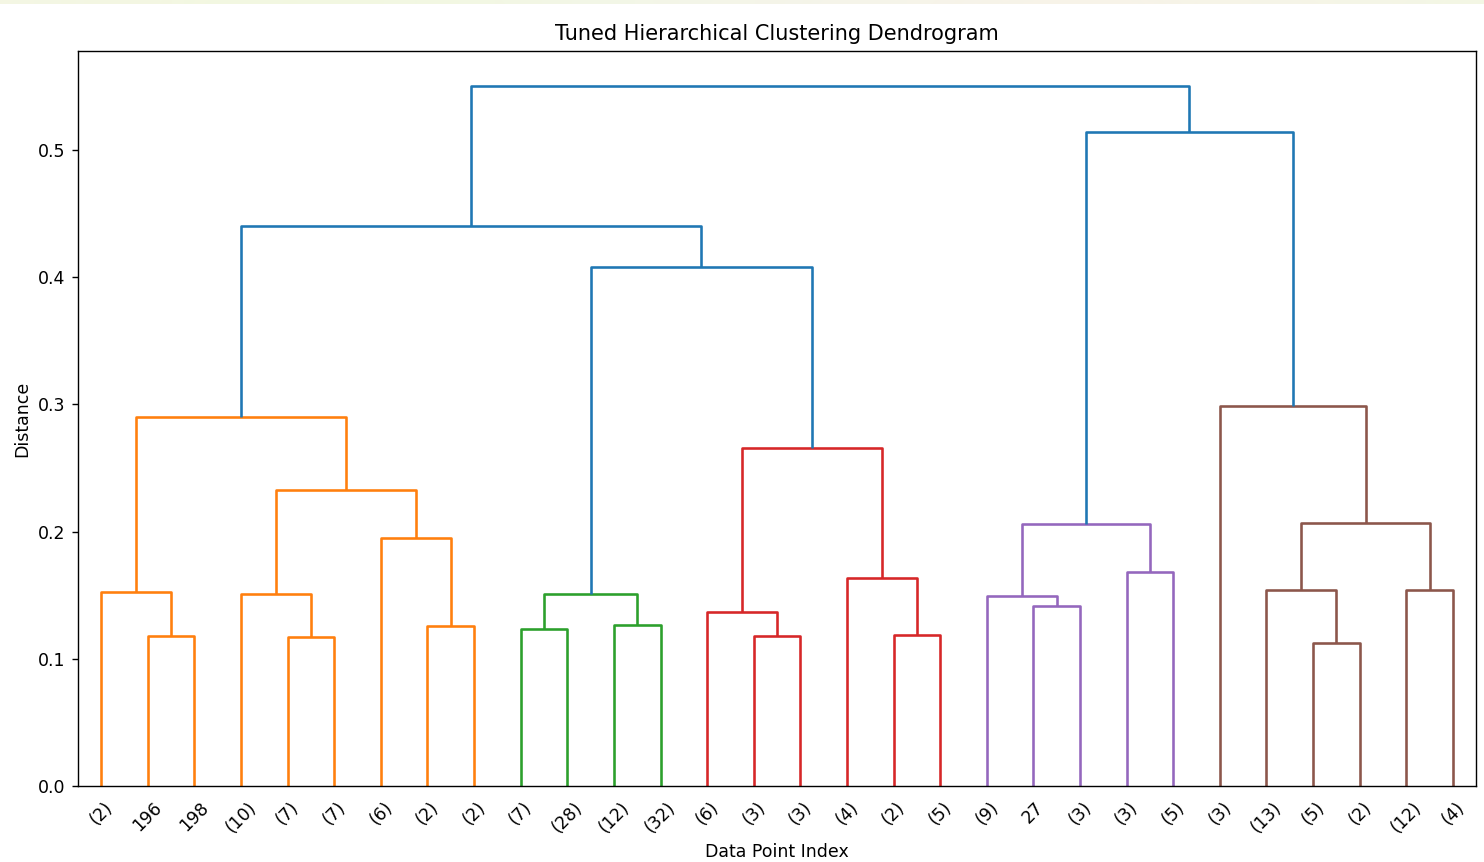 Tuned Hierarchical Clustering Dendrogram
Distance
0.5
0.4
0.3
0.2
0.1
0.0
(2) 196 198 (10) (7) (7) (6) (2) (2) (7) (28) (12) (32) (6) (3) (3) (4) (2) (5) (9) 27 (3) (3) (5) (3) (13) (5) (2) (12) (4)
Data Point Index